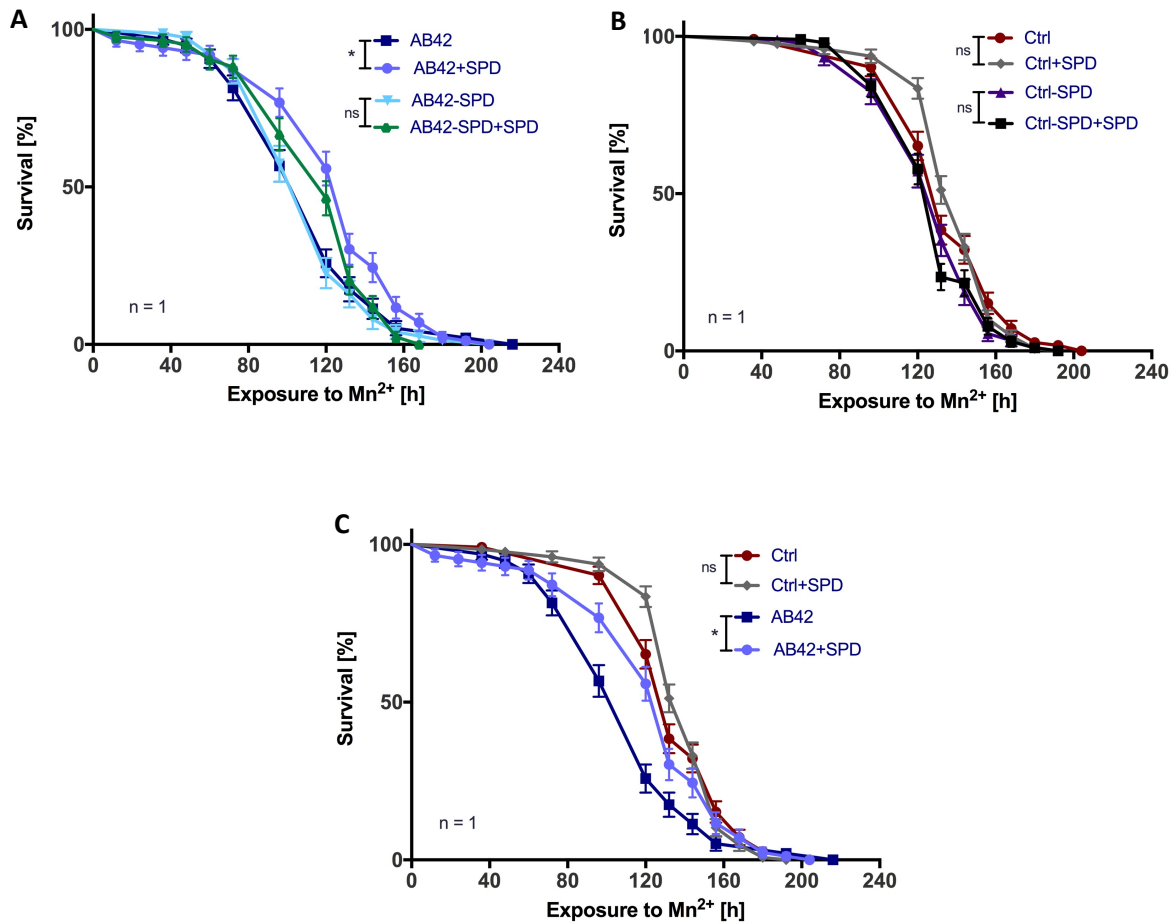 A
100
50
0
Survival [%]
0 40 80 120 160 200 240
Exposure to Mn²⁺ [h]
n = 1
* AB42
AB42+SPD
ns AB42-SPD
AB42-SPD+SPD
B
100
50
0
Survival [%]
0 40 80 120 160 200 240
Exposure to Mn²⁺ [h]
n = 1
ns Ctrl
Ctrl+SPD
ns Ctrl-SPD
Ctrl-SPD+SPD
C
100
50
0
Survival [%]
0 40 80 120 160 200 240
Exposure to Mn²⁺ [h]
n = 1
ns Ctrl
Ctrl+SPD
* AB42
AB42+SPD